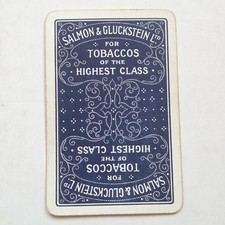 SALMON & GLUCKSTEIN LTD
FOR
TOBACCOS
OF THE
HIGHEST CLASS
SALMON & GLUCKSTEIN LTD
FOR
TOBACCOS
OF THE
HIGHEST CLASS